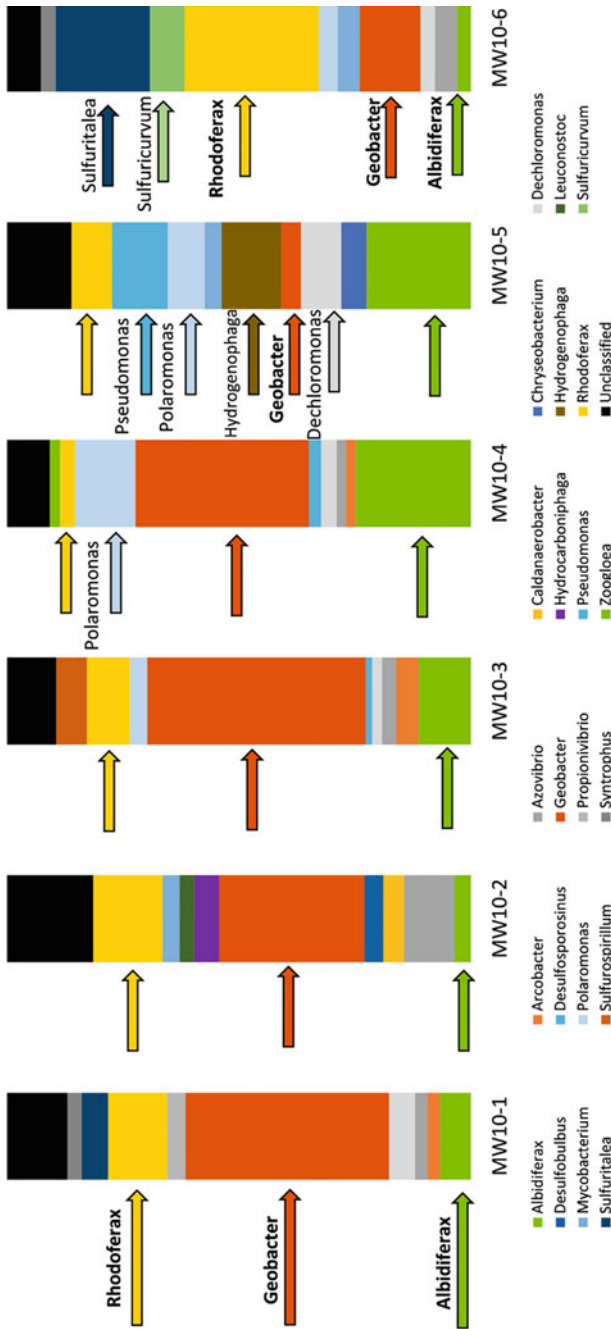 Rhodoferax
Geobacter
Albidiferax
Polaromonas
Pseudomonas
Polaromonas
Hydrogenophaga
Geobacter
Dechloromonas
Sulfuritalea
Sulfuricurvum
Rhodoferax
Geobacter
Albidiferax
MW10-1 MW10-2 MW10-3 MW10-4 MW10-5 MW10-6
Albidiferax Arcobacter Azovibrio Caldanaerobacter Chryseobacterium Dechloromonas
Desulfobulbus Desulfosporosinus Geobacter Hydrocarboniphaga Hydrogenophaga Leuconostoc
Mycobacterium Polaromonas Propionivibrio Pseudomonas Rhodoferax Sulfuricurvum
Sulfuritalea Sulfurospirillum Syntrophus Zoogloea Unclassified